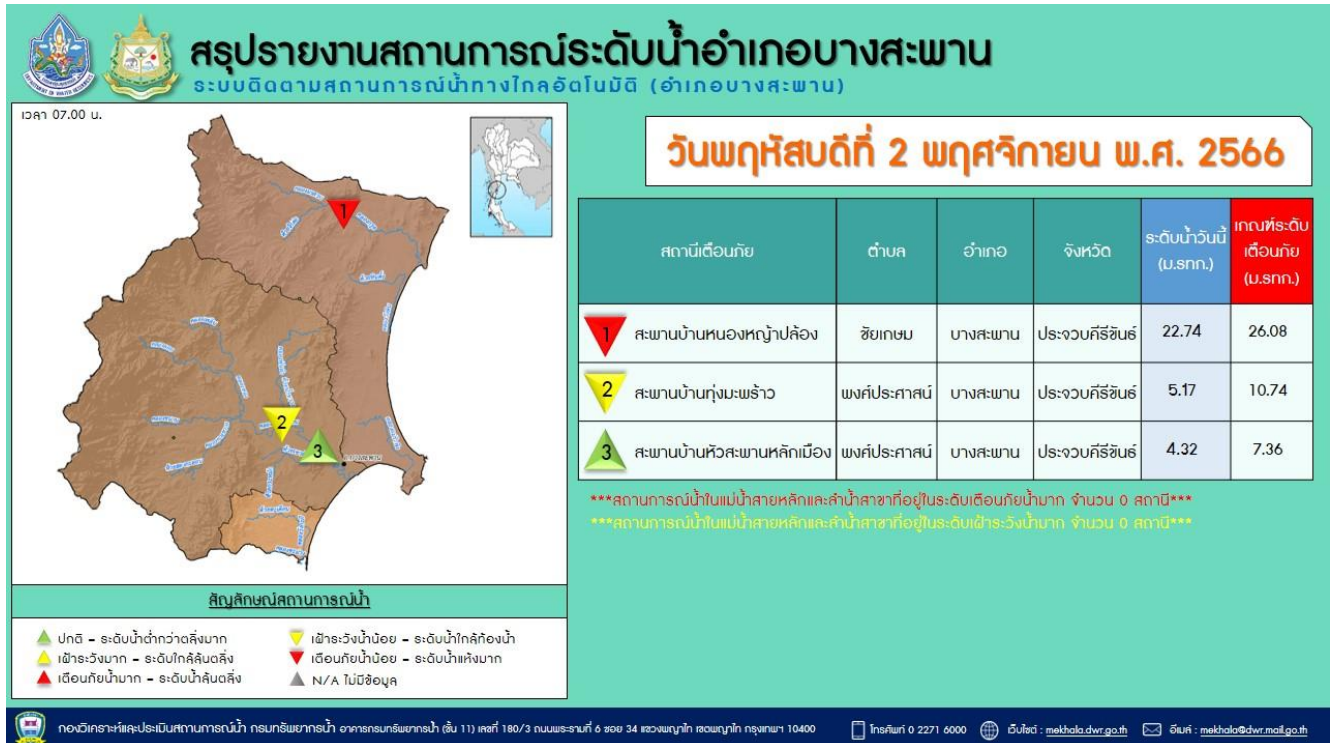 สรุปรายงานสถานการณ์ระดับน้ำอำเภอบางสะพาน
ระบบติดตามสถานการณ์น้ำทางไกลอัตโนมัติ (อำเภอบางสะพาน)
เวลา 07.00 น.
1
2
3
วันพฤหัสบดีที่ 2 พฤศจิกายน พ.ศ. 2566
สถานีเตือนภัย ตำบล อำเภอ จังหวัด ระดับน้ำวันนี้ (ม.รทก.) เกณฑ์ระดับเตือนภัย (ม.รทก.)
1 สะพานบ้านหนองหญ้าปล้อง ชัยเกษม บางสะพาน ประจวบคีรีขันธ์ 22.74 26.08
2 สะพานบ้านทุ่งมะพร้าว พงศ์ประศาสน์ บางสะพาน ประจวบคีรีขันธ์ 5.17 10.74
3 สะพานบ้านหัวสะพานหลักเมือง พงศ์ประศาสน์ บางสะพาน ประจวบคีรีขันธ์ 4.32 7.36
***สถานการณ์น้ำในแม่น้ำสายหลักและลำน้ำสาขาที่อยู่ในระดับเตือนภัยน้ำมาก จำนวน 0 สถานี***
***สถานการณ์น้ำในแม่น้ำสายหลักและลำน้ำสาขาที่อยู่ในระดับเฝ้าระวังน้ำมาก จำนวน 0 สถานี***
สัญลักษณ์สถานการณ์น้ำ
ปกติ - ระดับน้ำต่ำกว่าตลิ่งมาก
เฝ้าระวังมาก - ระดับใกล้ล้นตลิ่ง
เตือนภัยน้ำมาก - ระดับน้ำล้นตลิ่ง
เฝ้าระวังน้ำน้อย - ระดับน้ำใกล้ท้องน้ำ
เตือนภัยน้ำน้อย - ระดับน้ำแห้งมาก
N/A ไม่มีข้อมูล
กองวิเคราะห์และประเมินสถานการณ์น้ำ กรมทรัพยากรน้ำ อาคารกรมทรัพยากรน้ำ (ชั้น 11) เลขที่ 180/3 ถนนพระรามที่ 6 ซอย 34 แขวงพญาไท เขตพญาไท กรุงเทพฯ 10400 โทรศัพท์ 0 2271 6000 เว็บไซต์ : mekhala.dwr.go.th อีเมล์ : mekhala@dwr.mail.go.th